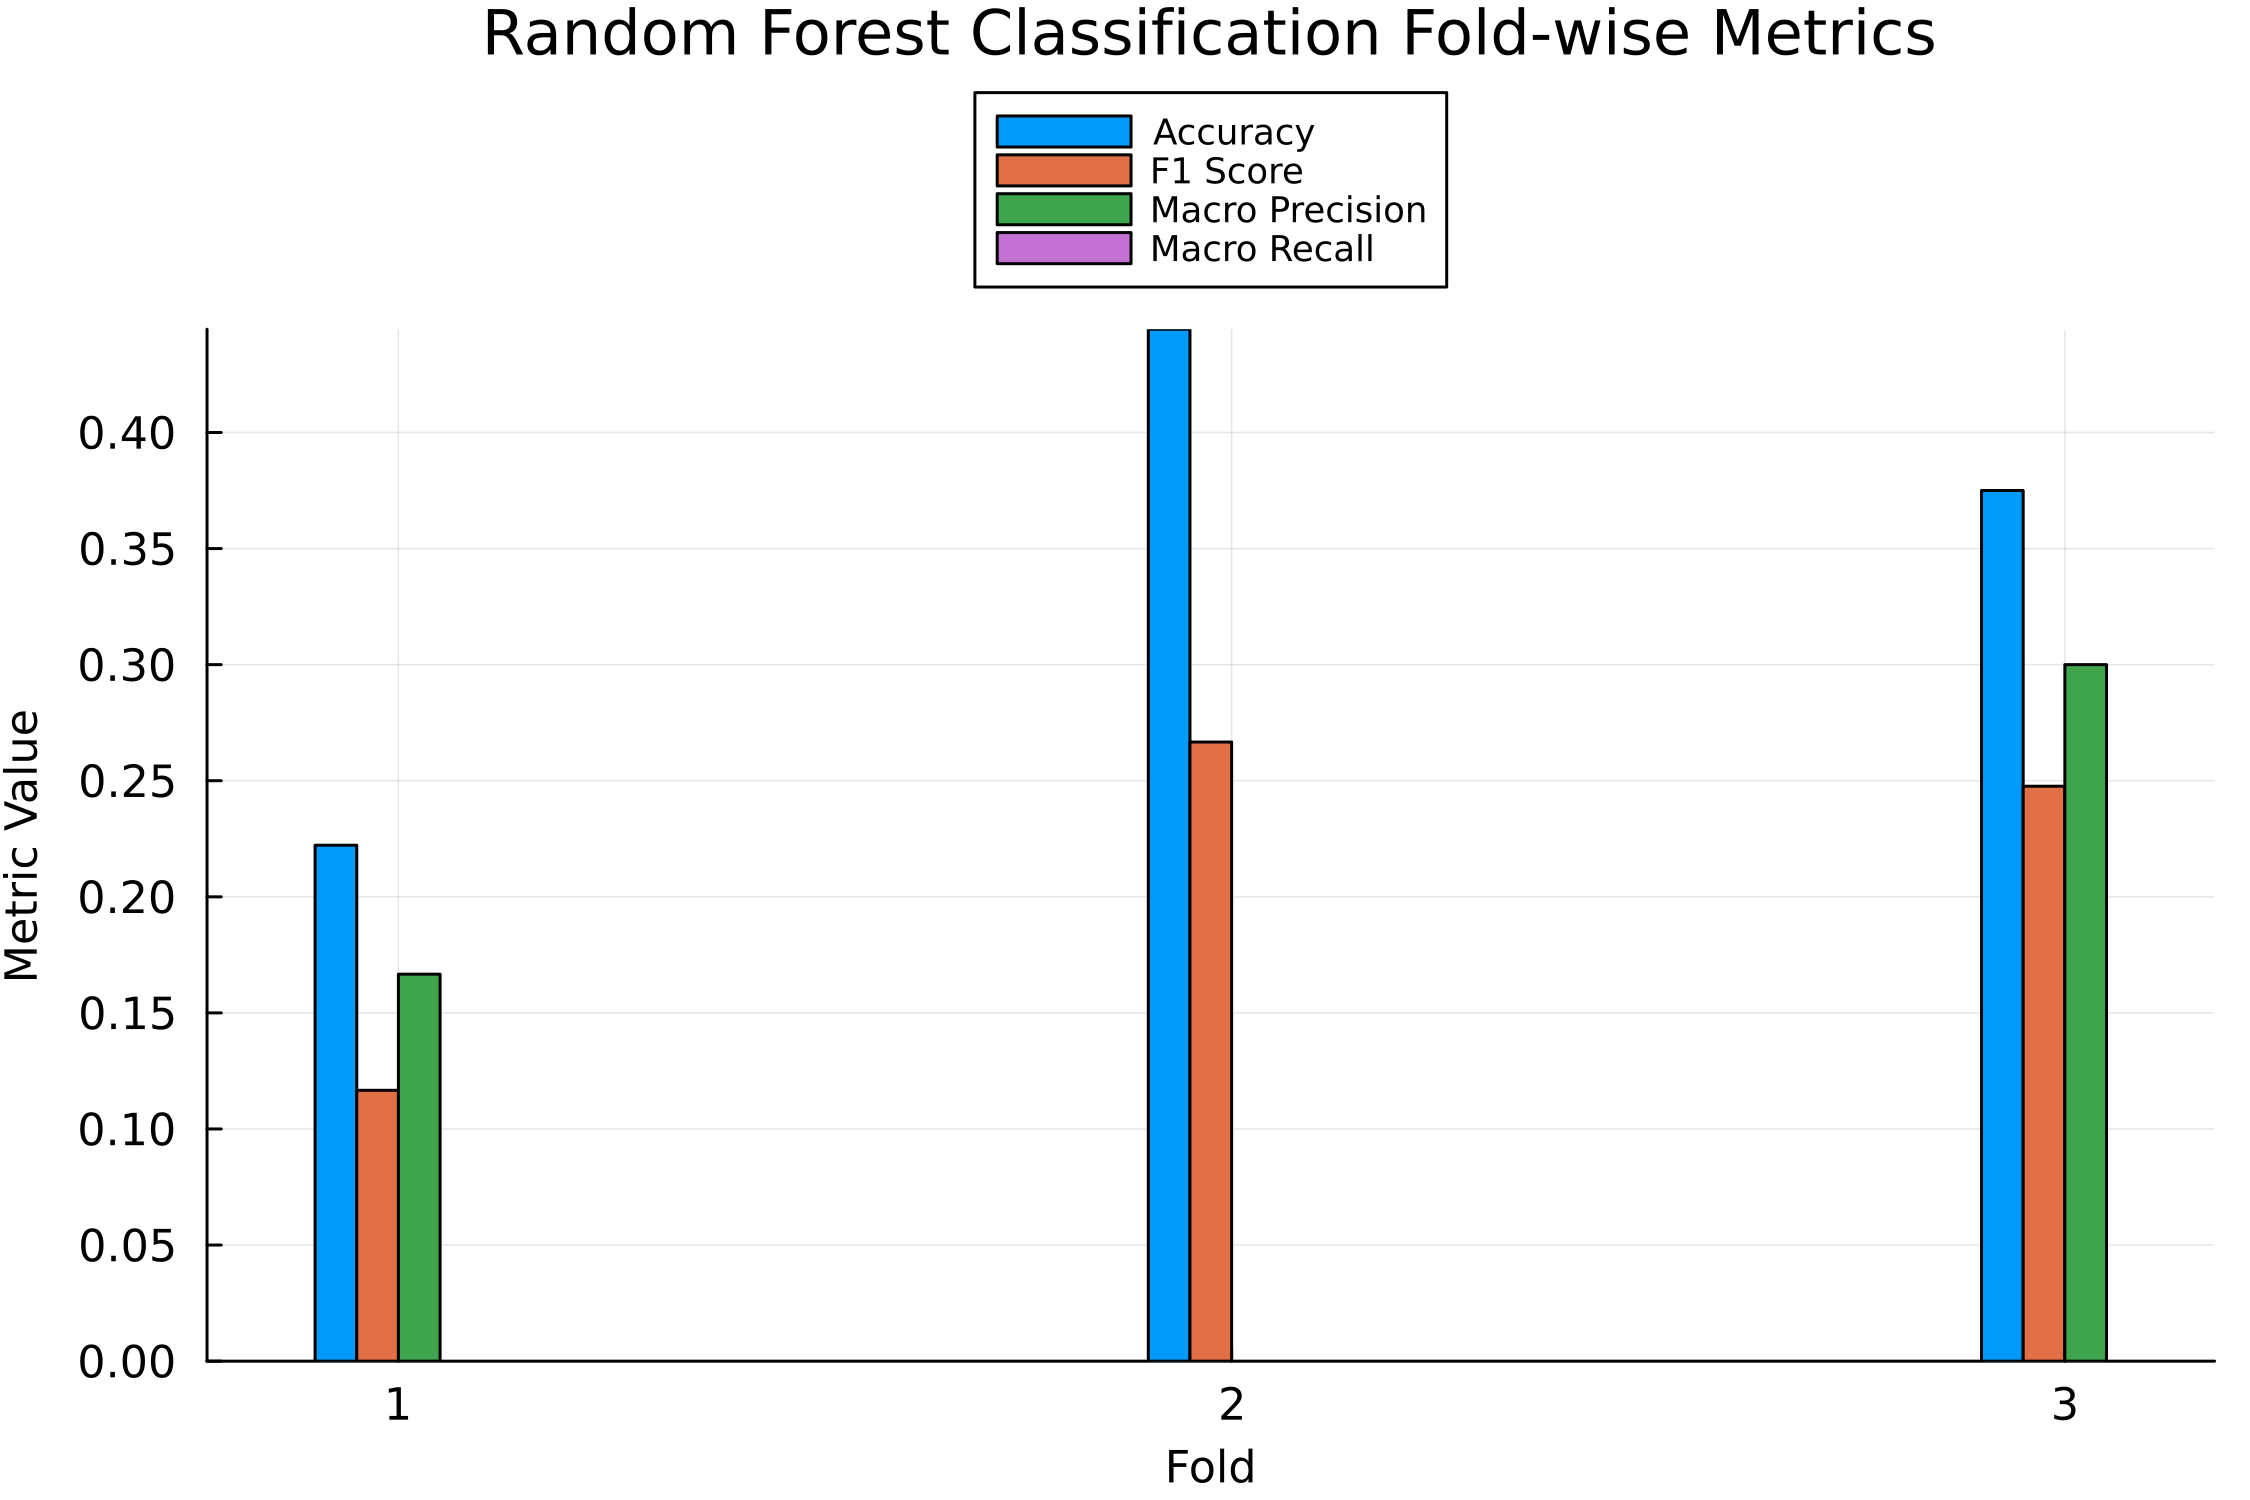 Random Forest Classification Fold-wise Metrics
Accuracy
F1 Score
Macro Precision
Macro Recall
0.40
0.35
0.30
0.25
0.20
0.15
0.10
0.05
0.00
Metric Value
1 2 3
Fold